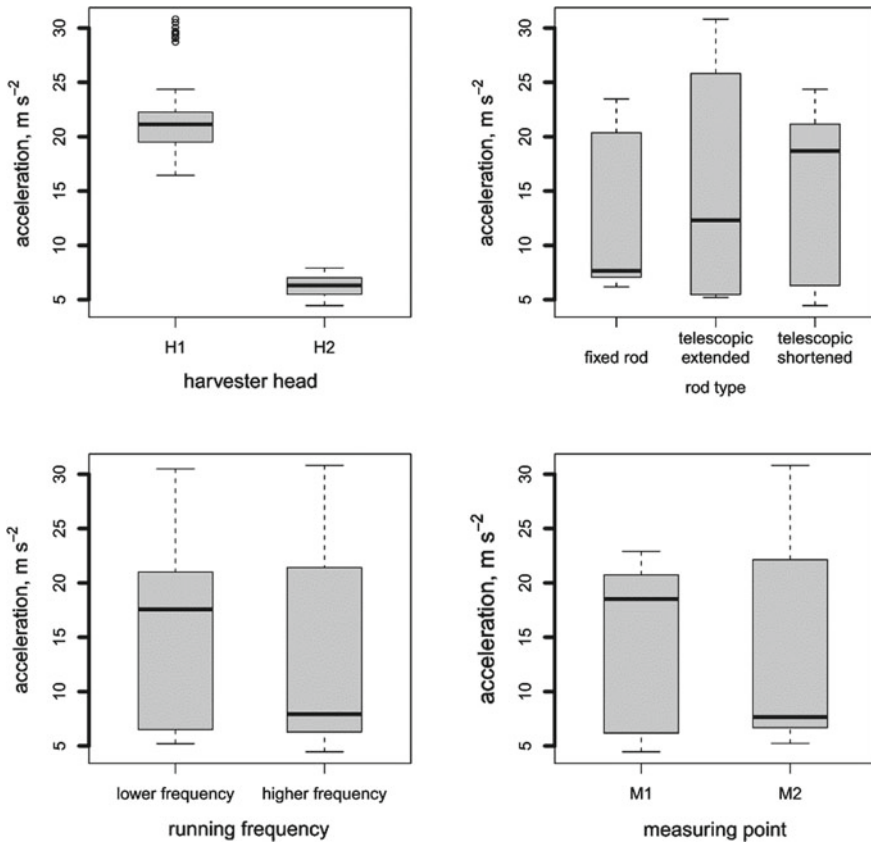 acceleration, m s⁻²
30
25
20
15
10
5
H1 H2
harvester head
acceleration, m s⁻²
30
25
20
15
10
5
fixed rod telescopic extended telescopic shortened
rod type
acceleration, m s⁻²
30
25
20
15
10
5
lower frequency higher frequency
running frequency
acceleration, m s⁻²
30
25
20
15
10
5
M1 M2
measuring point